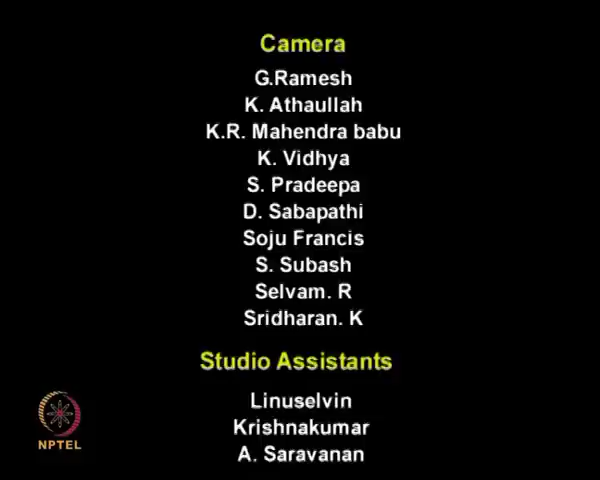 Camera
G.Ramesh
K. Athaullah
K.R. Mahendra babu
K. Vidhya
S. Pradeepa
D. Sabapathi
Soju Francis
S. Subash
Selvam. R
Sridharan. K
Studio Assistants
Linuselvin
Krishnakumar
A. Saravanan
NPTEL